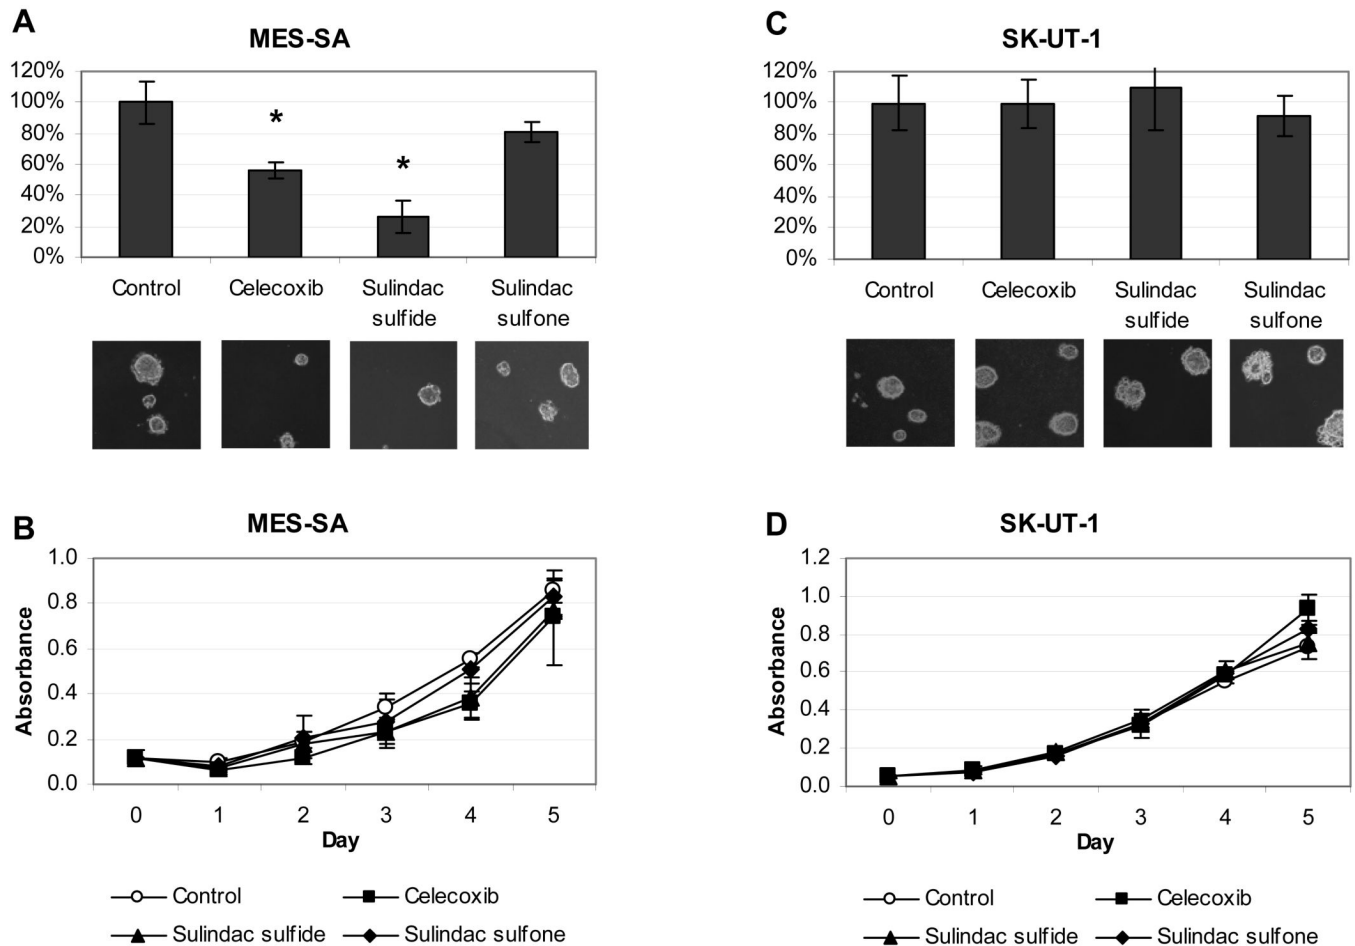 A
MES-SA
120%
100%
80%
60%
40%
20%
0%
*
*
Control
Celecoxib
Sulindac
sulfide
Sulindac
sulfone
C
SK-UT-1
120%
100%
80%
60%
40%
20%
0%
Control
Celecoxib
Sulindac
sulfide
Sulindac
sulfone
B
MES-SA
Absorbance
1.0
0.8
0.6
0.4
0.2
0.0
0 1 2 3 4 5
Day
Control
Celecoxib
Sulindac sulfide
Sulindac sulfone
D
SK-UT-1
Absorbance
1.2
1.0
0.8
0.6
0.4
0.2
0.0
0 1 2 3 4 5
Day
Control
Celecoxib
Sulindac sulfide
Sulindac sulfone